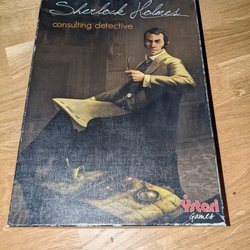 Sherlock Holmes
consulting detective
Ystari
Games